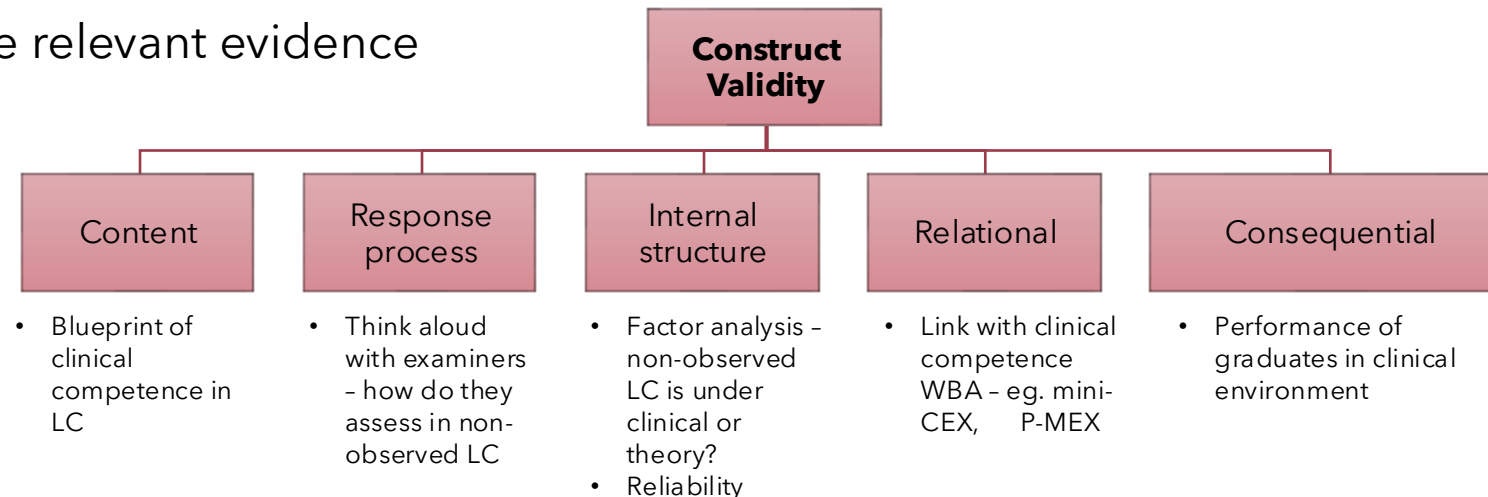 e relevant evidence
Construct
Validity
Content
Response
process
Internal
structure
Relational
Consequential
• Blueprint of
clinical
competence in
LC
• Think aloud
with examiners
– how do they
assess in non-
observed LC
• Factor analysis –
non-observed
LC is under
clinical or
theory?
• Reliability
• Link with clinical
competence
WBA – eg. mini-
CEX, P-MEX
• Performance of
graduates in clinical
environment